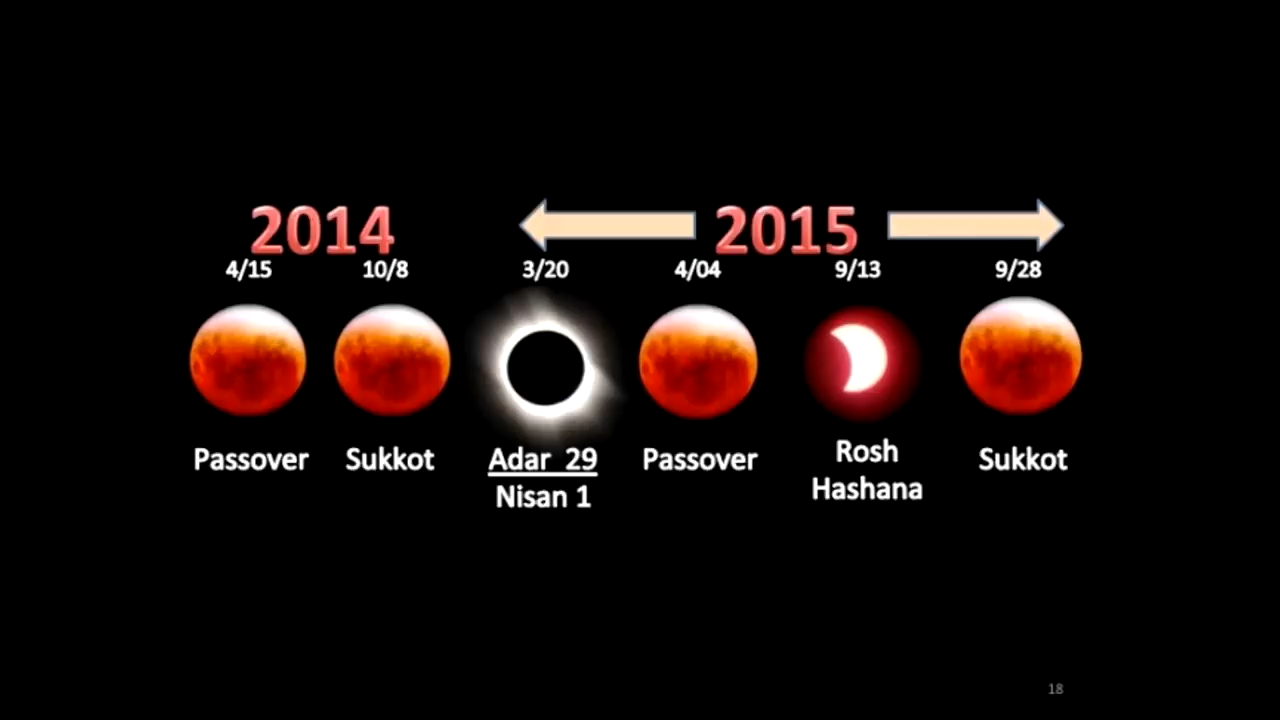 2014 2015
4/15 10/8 3/20 4/04 9/13 9/28
Passover Sukkot Adar 29 Passover Rosh Sukkot
Nisan 1 Hashana
18